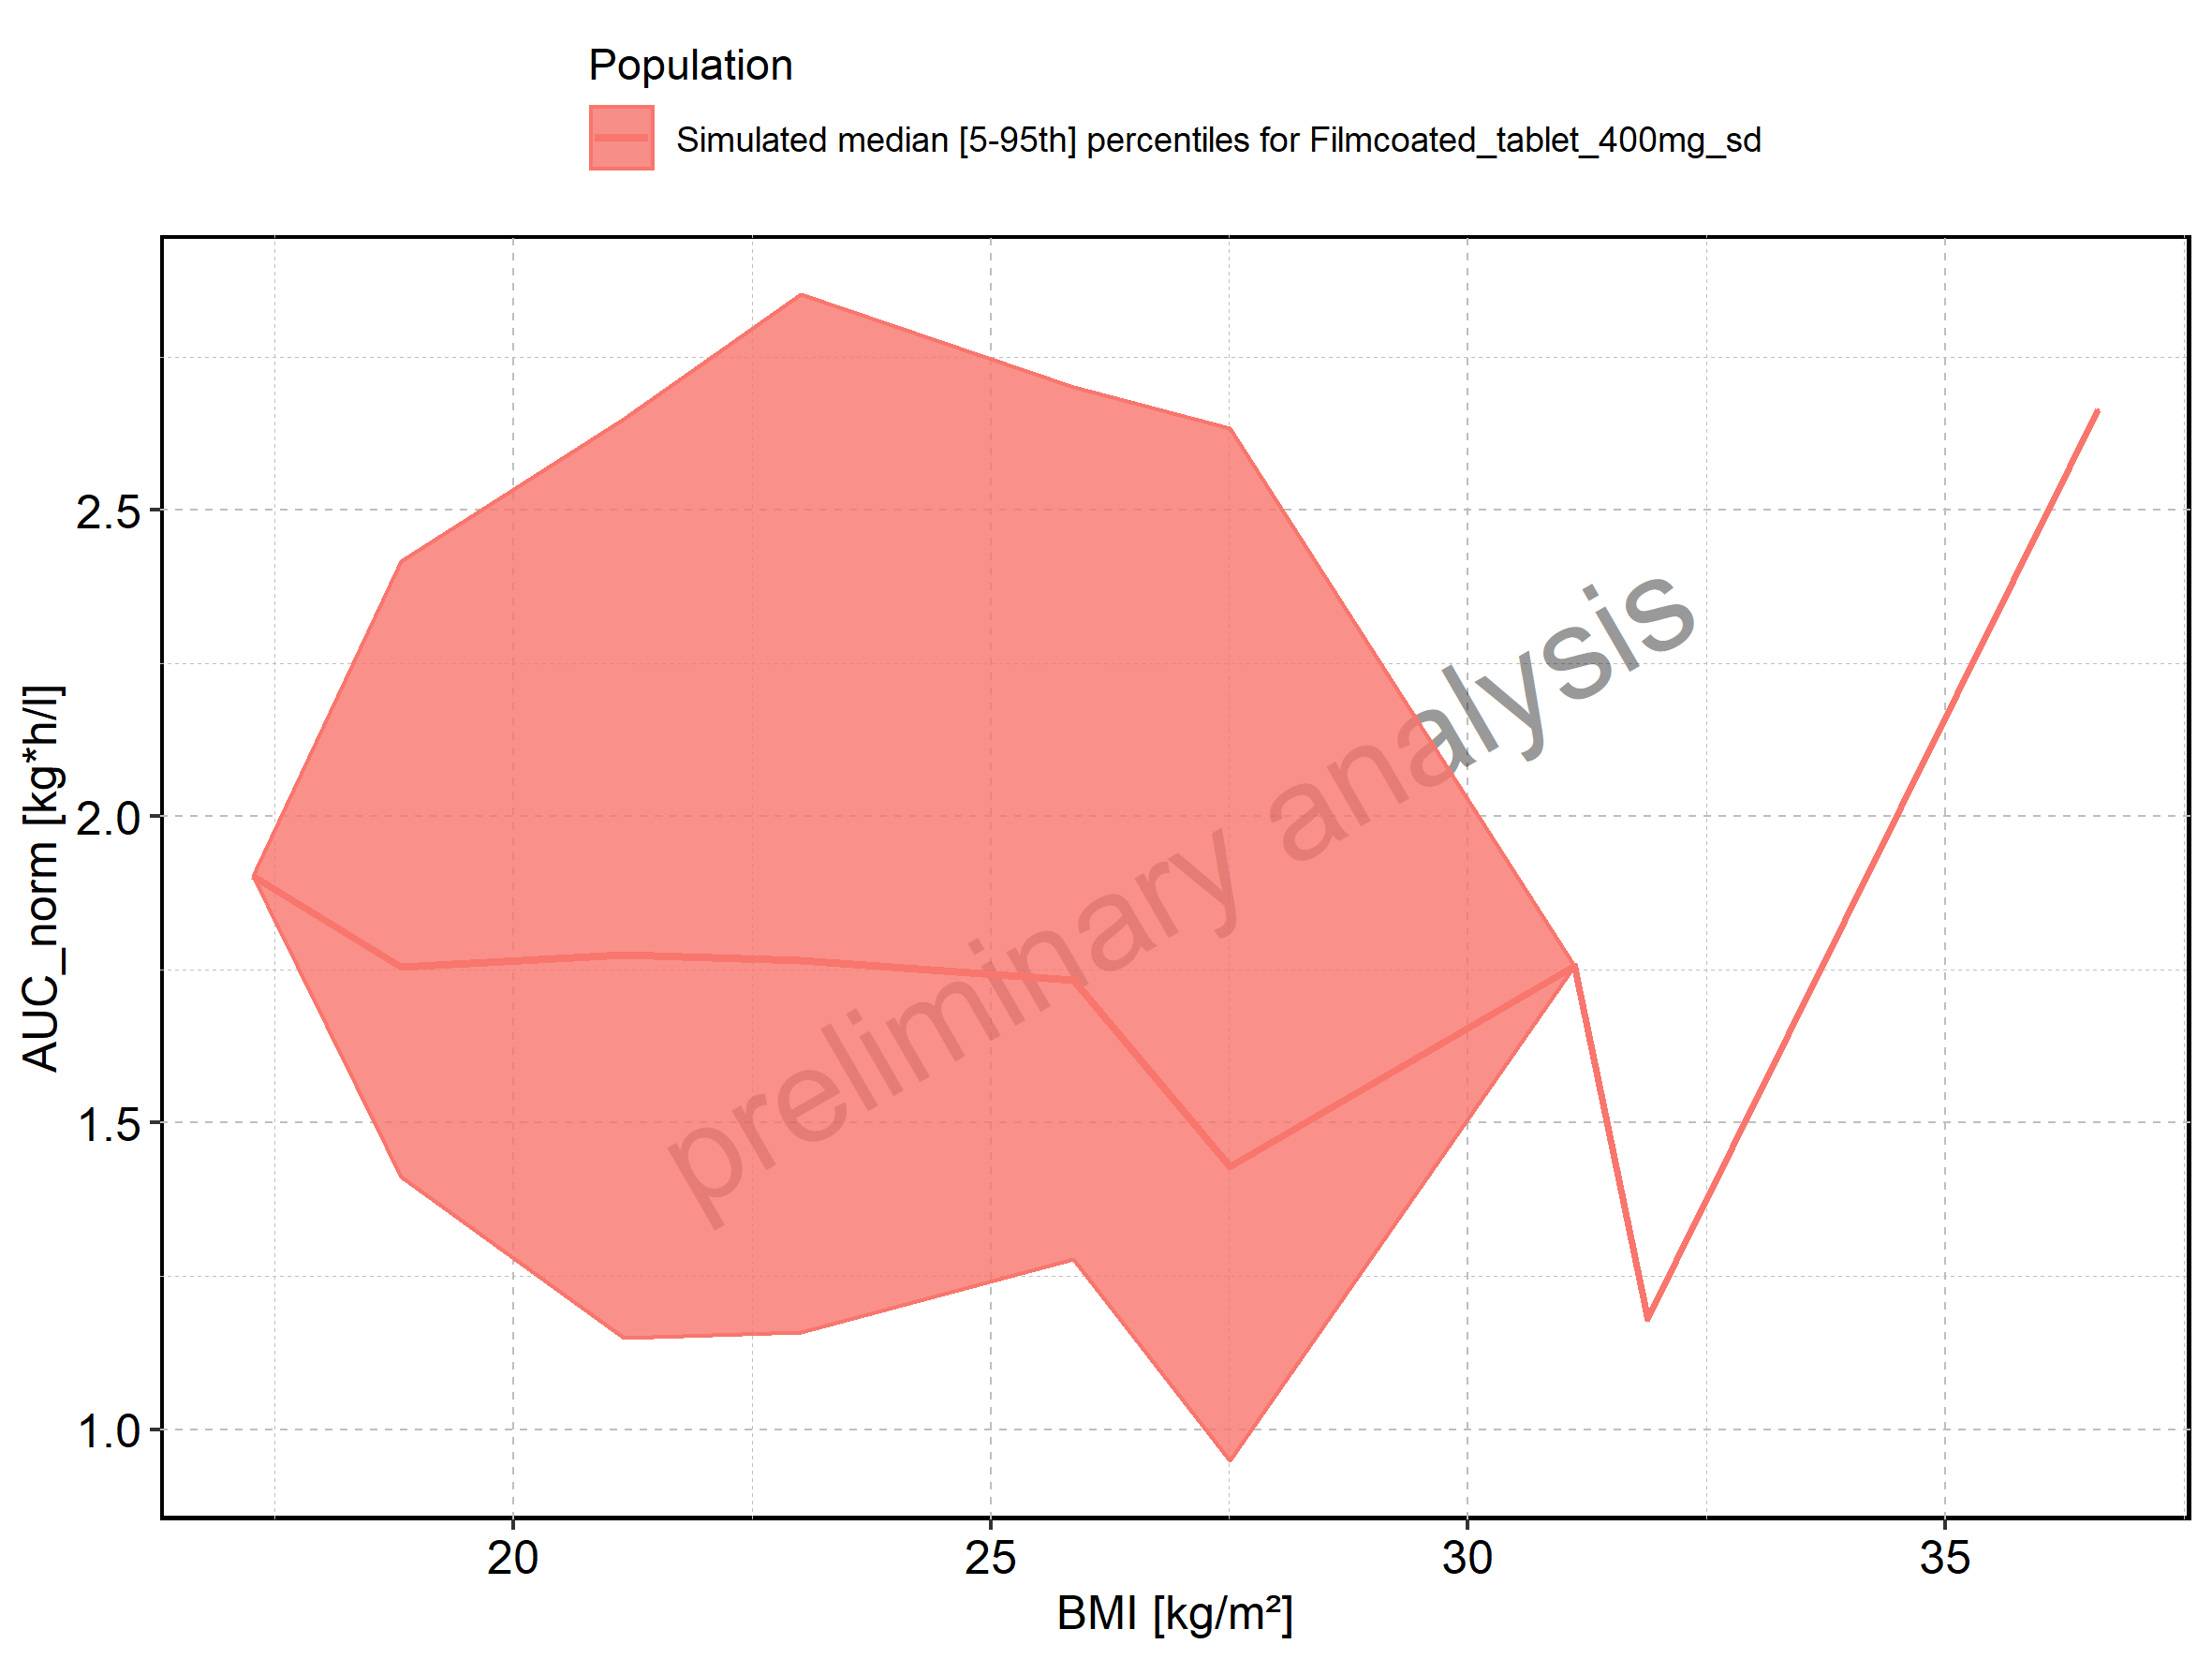 Population
Simulated median [5-95th] percentiles for Filmcoated_tablet_400mg_sd
AUC_norm [kg*h/l]
2.5
2.0
1.5
1.0
preliminary analysis
20 25 30 35
BMI [kg/m²]